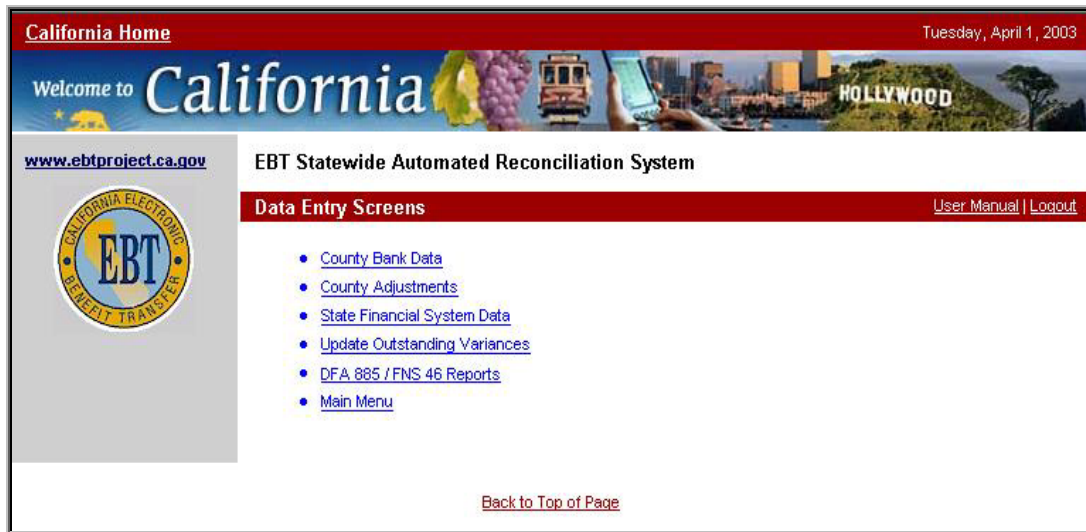 California Home
Tuesday, April 1, 2003
Welcome to California
HOLLYWOOD
www.ebtproject.ca.gov
EBT Statewide Automated Reconciliation System
CALIFORNIA ELECTRONIC
EBT
BENEFIT TRANSFER
Data Entry Screens
User Manual | Logout
County Bank Data
County Adjustments
State Financial System Data
Update Outstanding Variances
DFA 885 / FNS 46 Reports
Main Menu
Back to Top of Page